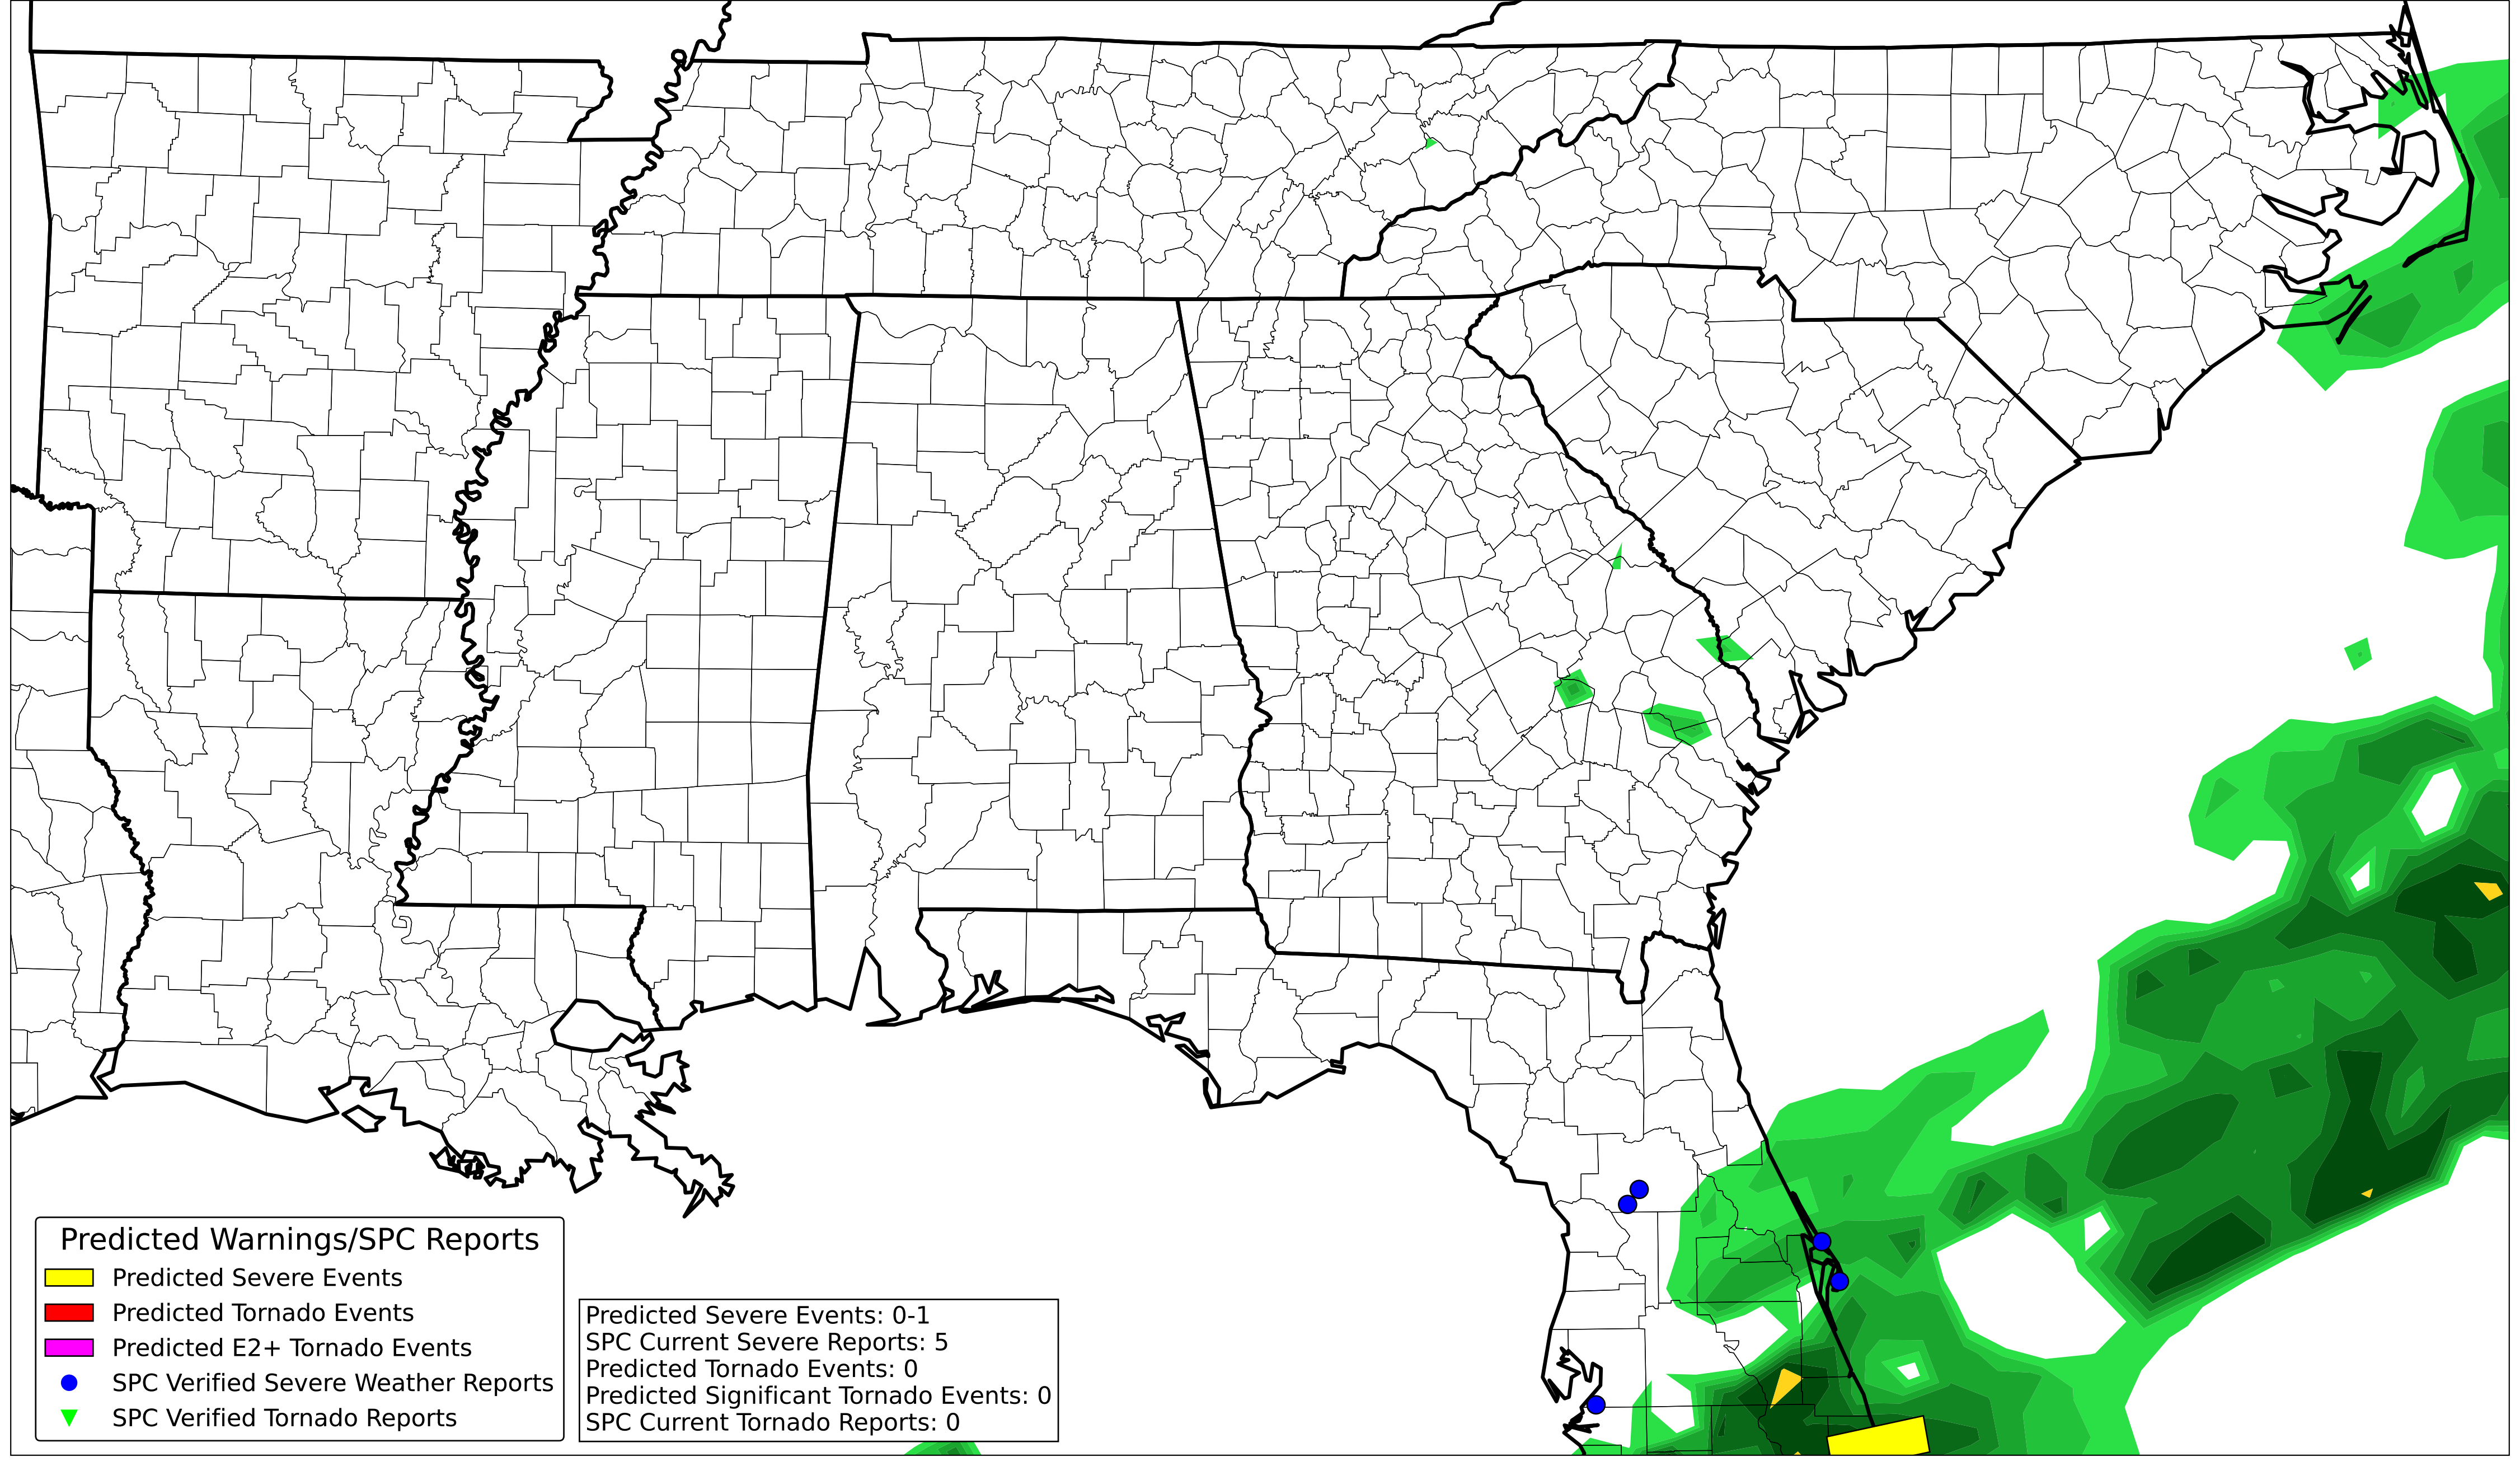 Predicted Warnings/SPC Reports
Predicted Severe Events
Predicted Tornado Events
Predicted E2+ Tornado Events
SPC Verified Severe Weather Reports
SPC Verified Tornado Reports
Predicted Severe Events: 0-1
SPC Current Severe Reports: 5
Predicted Tornado Events: 0
Predicted Significant Tornado Events: 0
SPC Current Tornado Reports: 0